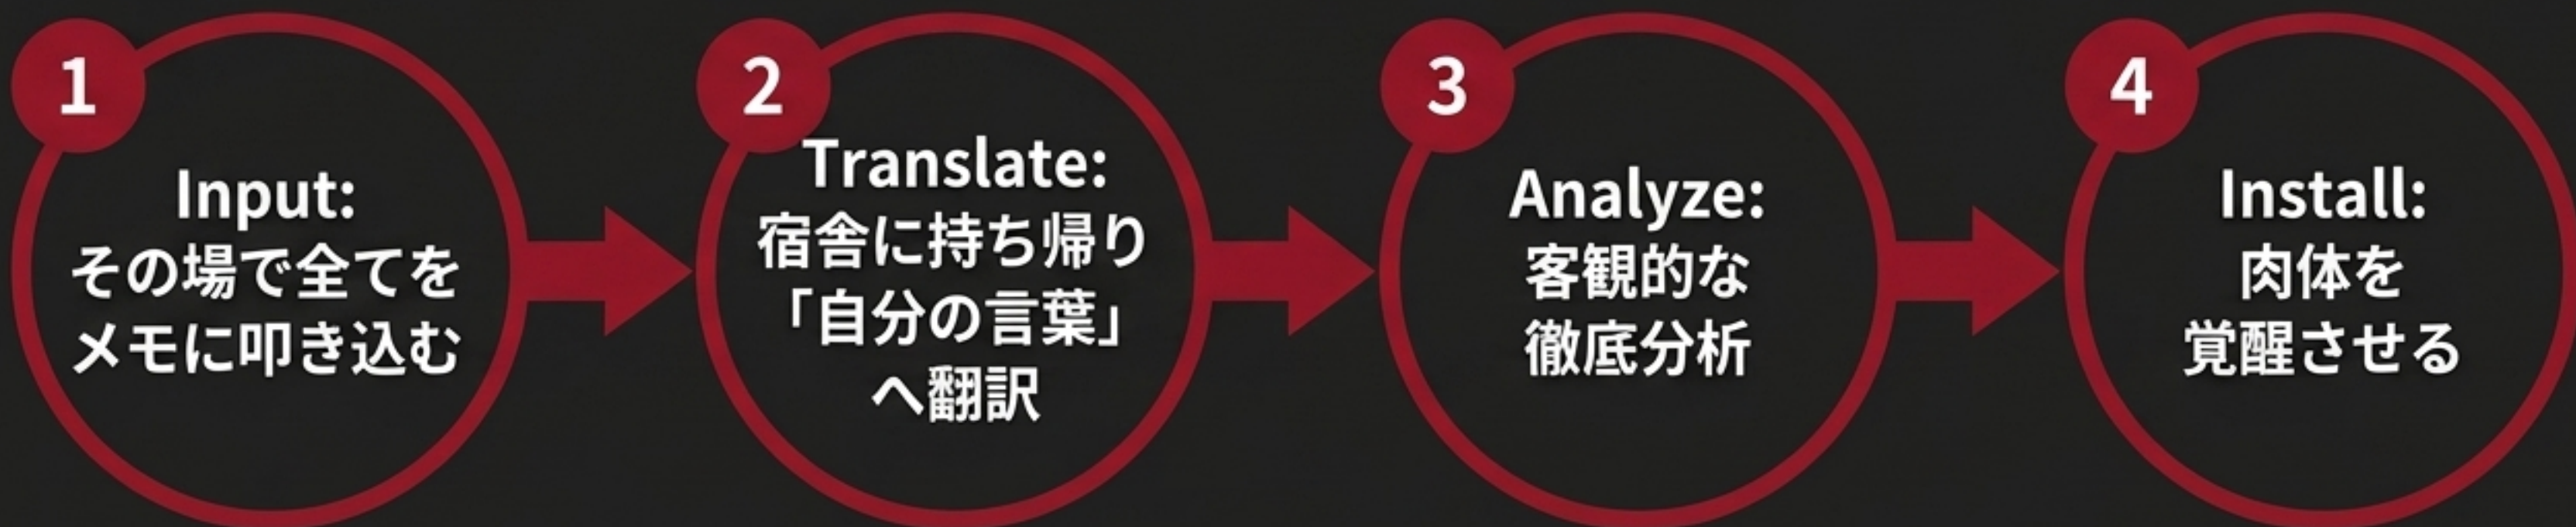 1
Input:
その場で全てを
メモに叩き込む
2
Translate:
宿舎に持ち帰り
「自分の言葉」
へ翻訳
3
Analyze:
客観的な
徹底分析
4
Install:
肉体を
覚醒させる